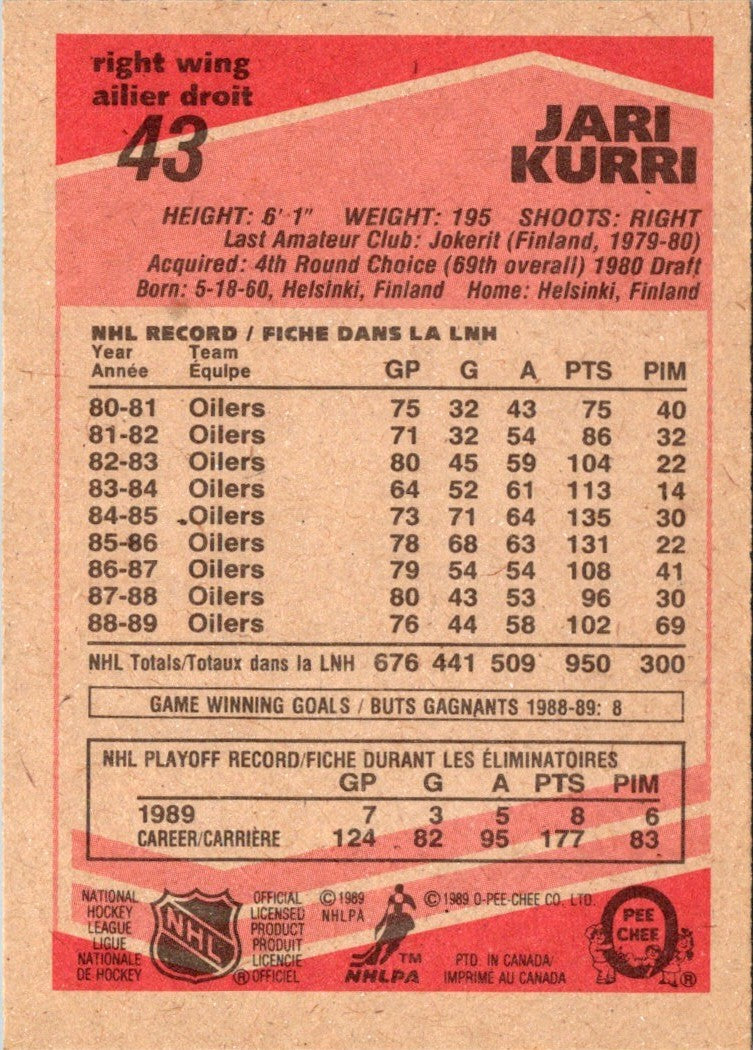 right wing
ailier droit
43
JARI
KURRI
HEIGHT: 6' 1" WEIGHT: 195 SHOOTS: RIGHT
Last Amateur Club: Jokerit (Finland, 1979-80)
Acquired: 4th Round Choice (69th overall) 1980 Draft
Born: 5-18-60, Helsinki, Finland Home: Helsinki, Finland
NHL RECORD / FICHE DANS LA LNH
Year Team
Année Équipe GP G A PTS PIM
80-81 Oilers 75 32 43 75 40
81-82 Oilers 71 32 54 86 32
82-83 Oilers 80 45 59 104 22
83-84 Oilers 64 52 61 113 14
84-85 Oilers 73 71 64 135 30
85-86 Oilers 78 68 63 131 22
86-87 Oilers 79 54 54 108 41
87-88 Oilers 80 43 53 96 30
88-89 Oilers 76 44 58 102 69
NHL Totals/Totaux dans la LNH 676 441 509 950 300
GAME WINNING GOALS / BUTS GAGNANTS 1988-89: 8
NHL PLAYOFF RECORD/FICHE DURANT LES ÉLIMINATOIRES
GP G A PTS PIM
1989 7 3 5 8 6
CAREER/CARRIÈRE 124 82 95 177 83
NATIONAL
HOCKEY
LEAGUE
LIGUE
NATIONALE
DE HOCKEY
NHL
®
OFFICIAL
LICENSED
PRODUCT
PRODUIT
LICENCIE
OFFICIEL
© 1989
NHLPA
TM
NHLPA
© 1989 O-PEE-CHEE CO. LTD.
PTD. IN CANADA
IMPRIME AU CANADA
O
PEE
CHEE
®